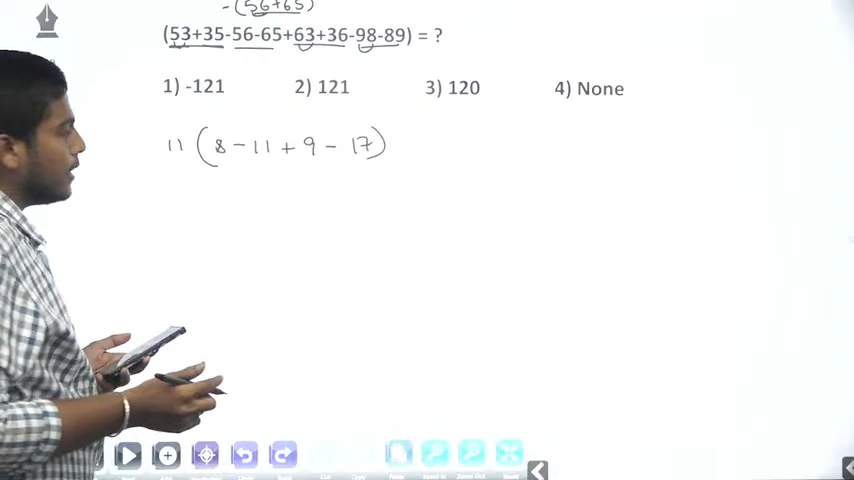 -(56+65)
(53+35-56-65+63+36-98-89) = ?
1) -121 2) 121 3) 120 4) None
11 (8 - 11 + 9 - 17)